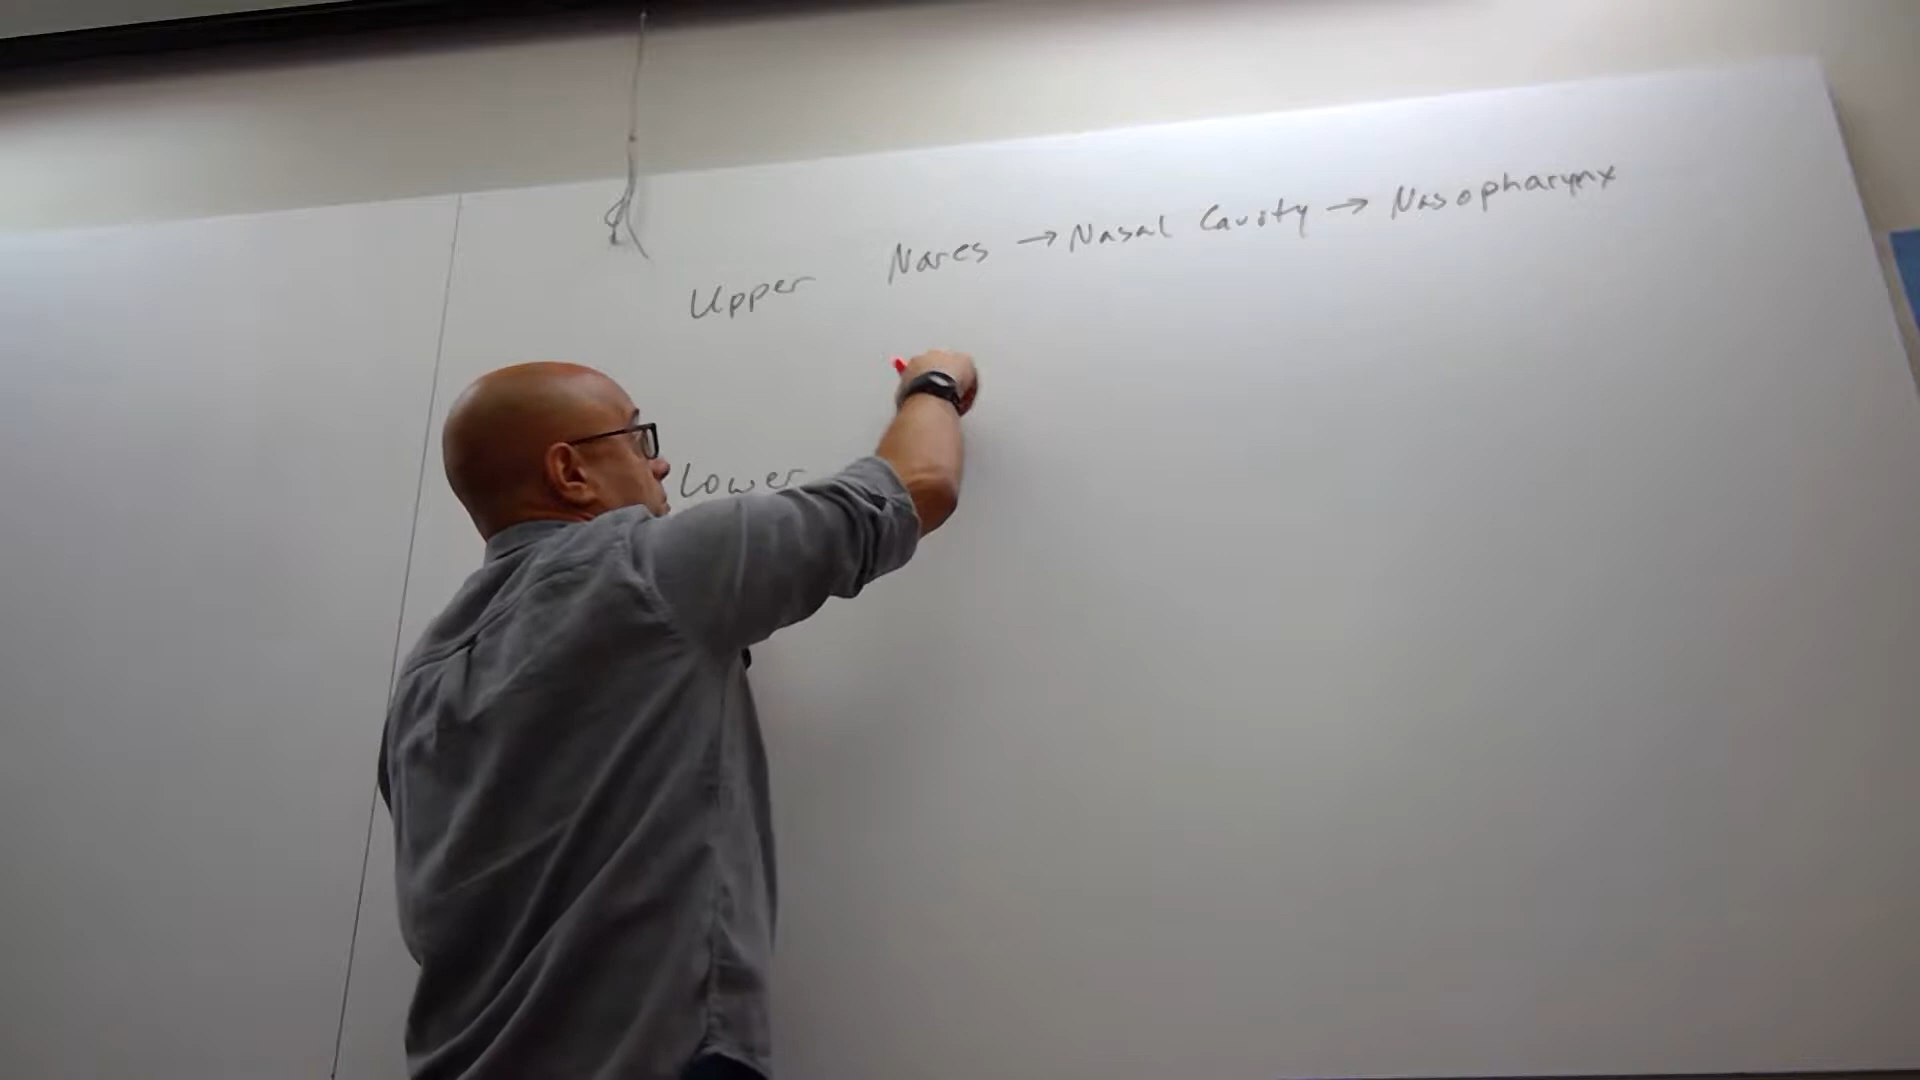 Upper Nares → Nasal Cavity → Nasopharynx
Lower